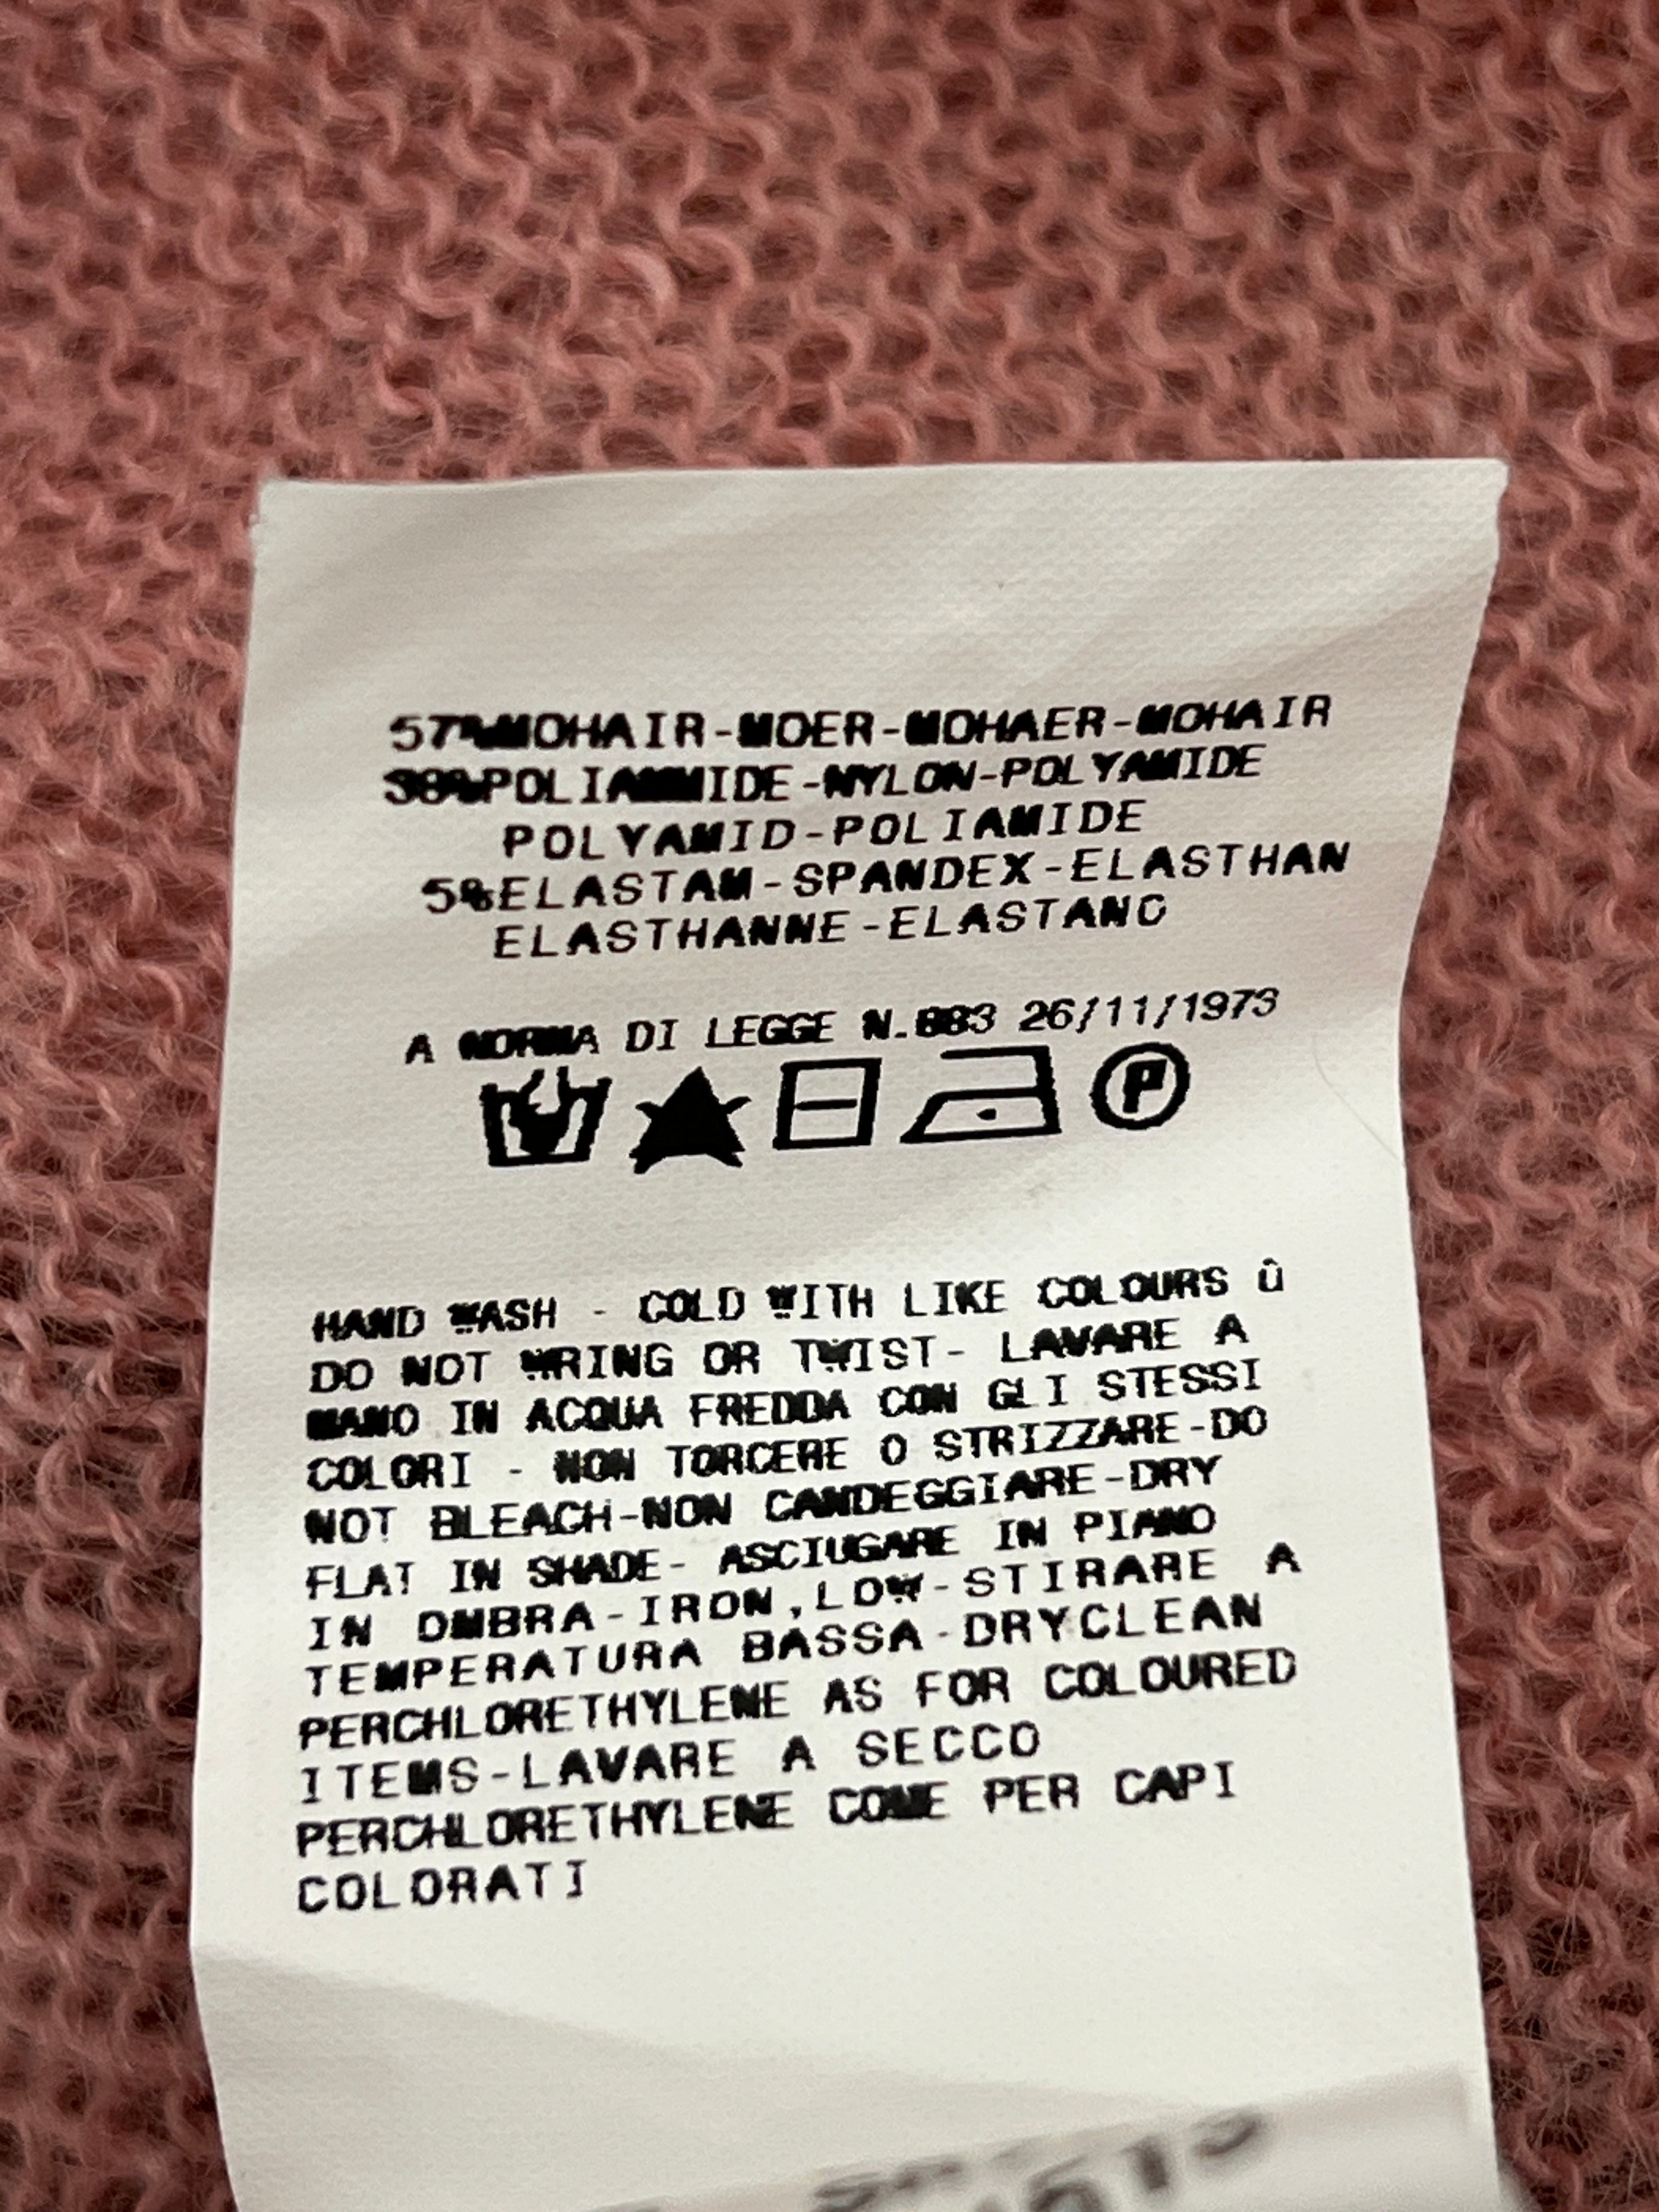 57%MOHAIR-MOER-MOHAER-MOHAIR
38%POLIAMMIDE-NYLON-POLYAMIDE
POLYAMID-POLIAMIDE
5%ELASTAM-SPANDEX-ELASTHAN
ELASTHANNE-ELASTANO
A NORMA DI LEGGE N.883 26/11/1973
P
HAND WASH - COLD WITH LIKE COLOURS û
DO NOT WRING OR TWIST- LAVARE A
MANO IN ACQUA FREDDA CON GLI STESSI
COLORI - NON TORCERE O STRIZZARE-DO
NOT BLEACH-NON CANDEGGIARE-DRY
FLAT IN SHADE- ASCIUGARE IN PIANO
IN OMBRA-IRON,LOW-STIRARE A
TEMPERATURA BASSA-DRYCLEAN
PERCHLORETHYLENE AS FOR COLOURED
ITEMS-LAVARE A SECCO
PERCHLORETHYLENE COME PER CAPI
COLORATI